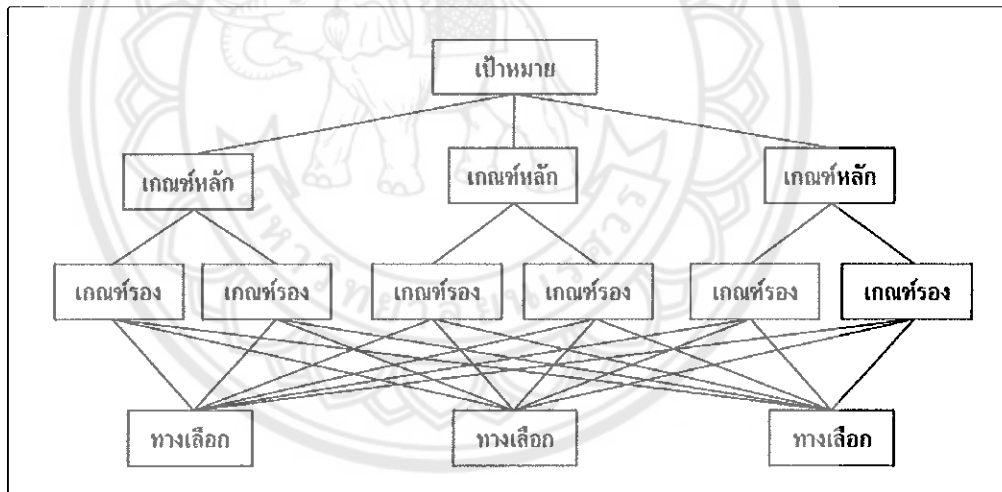 เป้าหมาย
เกณฑ์หลัก เกณฑ์หลัก เกณฑ์หลัก
เกณฑ์รอง เกณฑ์รอง เกณฑ์รอง เกณฑ์รอง เกณฑ์รอง เกณฑ์รอง
ทางเลือก ทางเลือก ทางเลือก